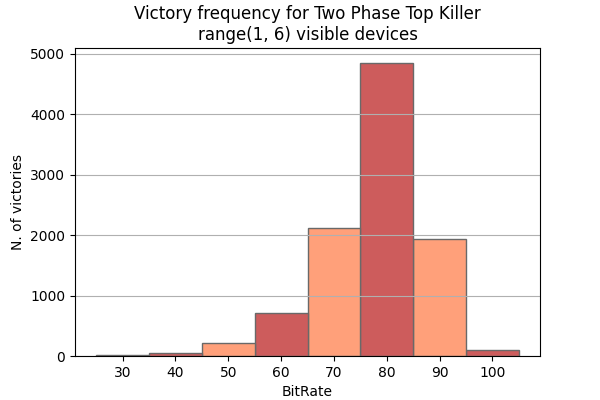 Victory frequency for Two Phase Top Killer
range(1, 6) visible devices
5000
4000
3000
2000
1000
0
N. of victories
30 40 50 60 70 80 90 100
BitRate